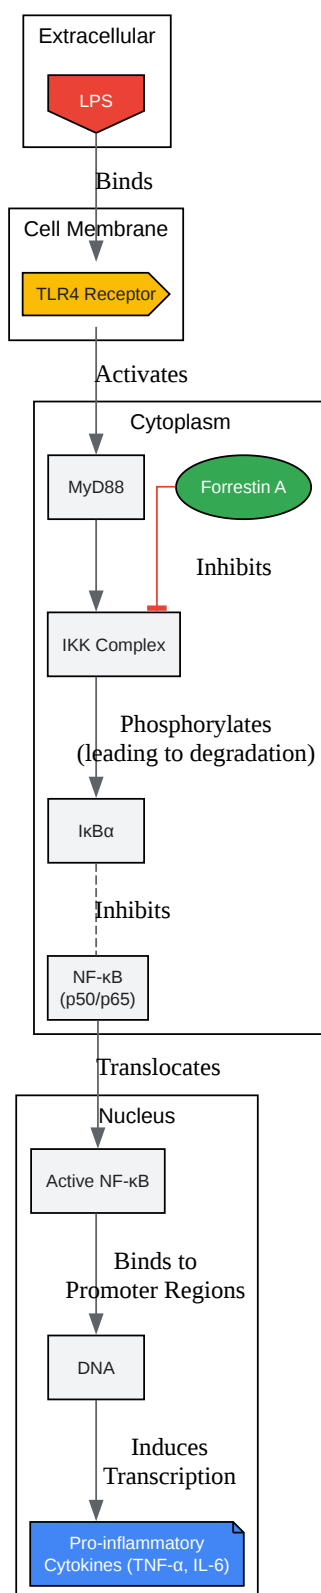 Extracellular
LPS
Binds
Cell Membrane
TLR4 Receptor
Activates
Cytoplasm
MyD88
Forrestin A
Inhibits
IKK Complex
Phosphorylates
(leading to degradation)
IκBα
Inhibits
NF-κB
(p50/p65)
Translocates
Nucleus
Active NF-κB
Binds to
Promoter Regions
DNA
Induces
Transcription
Pro-inflammatory
Cytokines (TNF-α, IL-6)